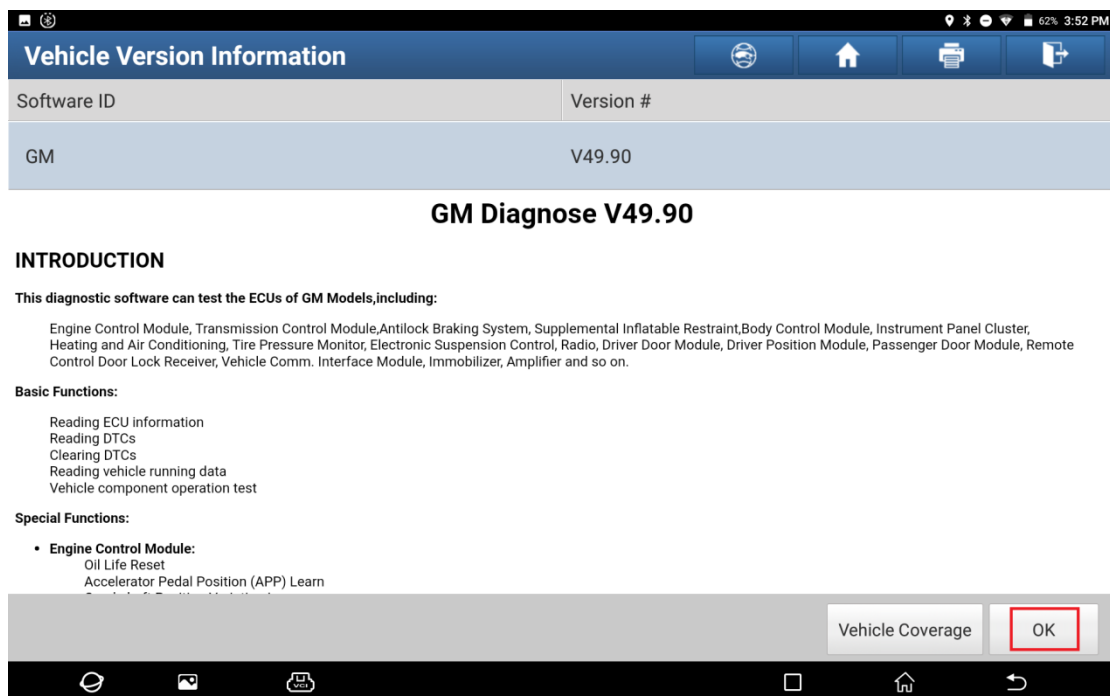 62% 3:52 PM
Vehicle Version Information
Software ID Version #
GM V49.90
GM Diagnose V49.90
INTRODUCTION
This diagnostic software can test the ECUs of GM Models,including:
Engine Control Module, Transmission Control Module,Antilock Braking System, Supplemental Inflatable Restraint,Body Control Module, Instrument Panel Cluster,
Heating and Air Conditioning, Tire Pressure Monitor, Electronic Suspension Control, Radio, Driver Door Module, Driver Position Module, Passenger Door Module, Remote
Control Door Lock Receiver, Vehicle Comm. Interface Module, Immobilizer, Amplifier and so on.
Basic Functions:
Reading ECU information
Reading DTCs
Clearing DTCs
Reading vehicle running data
Vehicle component operation test
Special Functions:
• Engine Control Module:
Oil Life Reset
Accelerator Pedal Position (APP) Learn
Vehicle Coverage OK
VCI